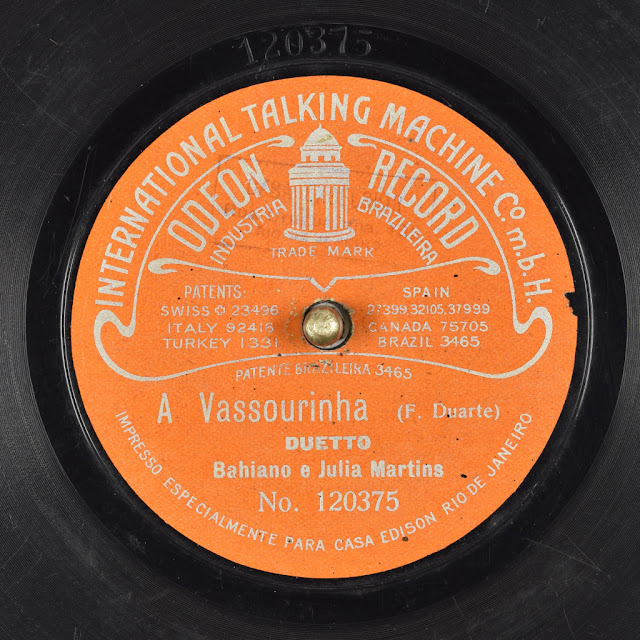 120375
INTERNATIONAL TALKING MACHINE Co. m.b.H.
ODEON RECORD
INDUSTRIA BRAZILEIRA
TRADE MARK
PATENTS: SPAIN
SWISS 23496 27399,32105,37999
ITALY 92416 CANADA 75705
TURKEY 1331 BRAZIL 3465
PATENTE BRAZILEIRA 3465
A Vassourinha (F. Duarte)
DUETTO
Bahiano e Julia Martins
No. 120375
IMPRESSO ESPECIALMENTE PARA CASA EDISON RIO DE JANEIRO